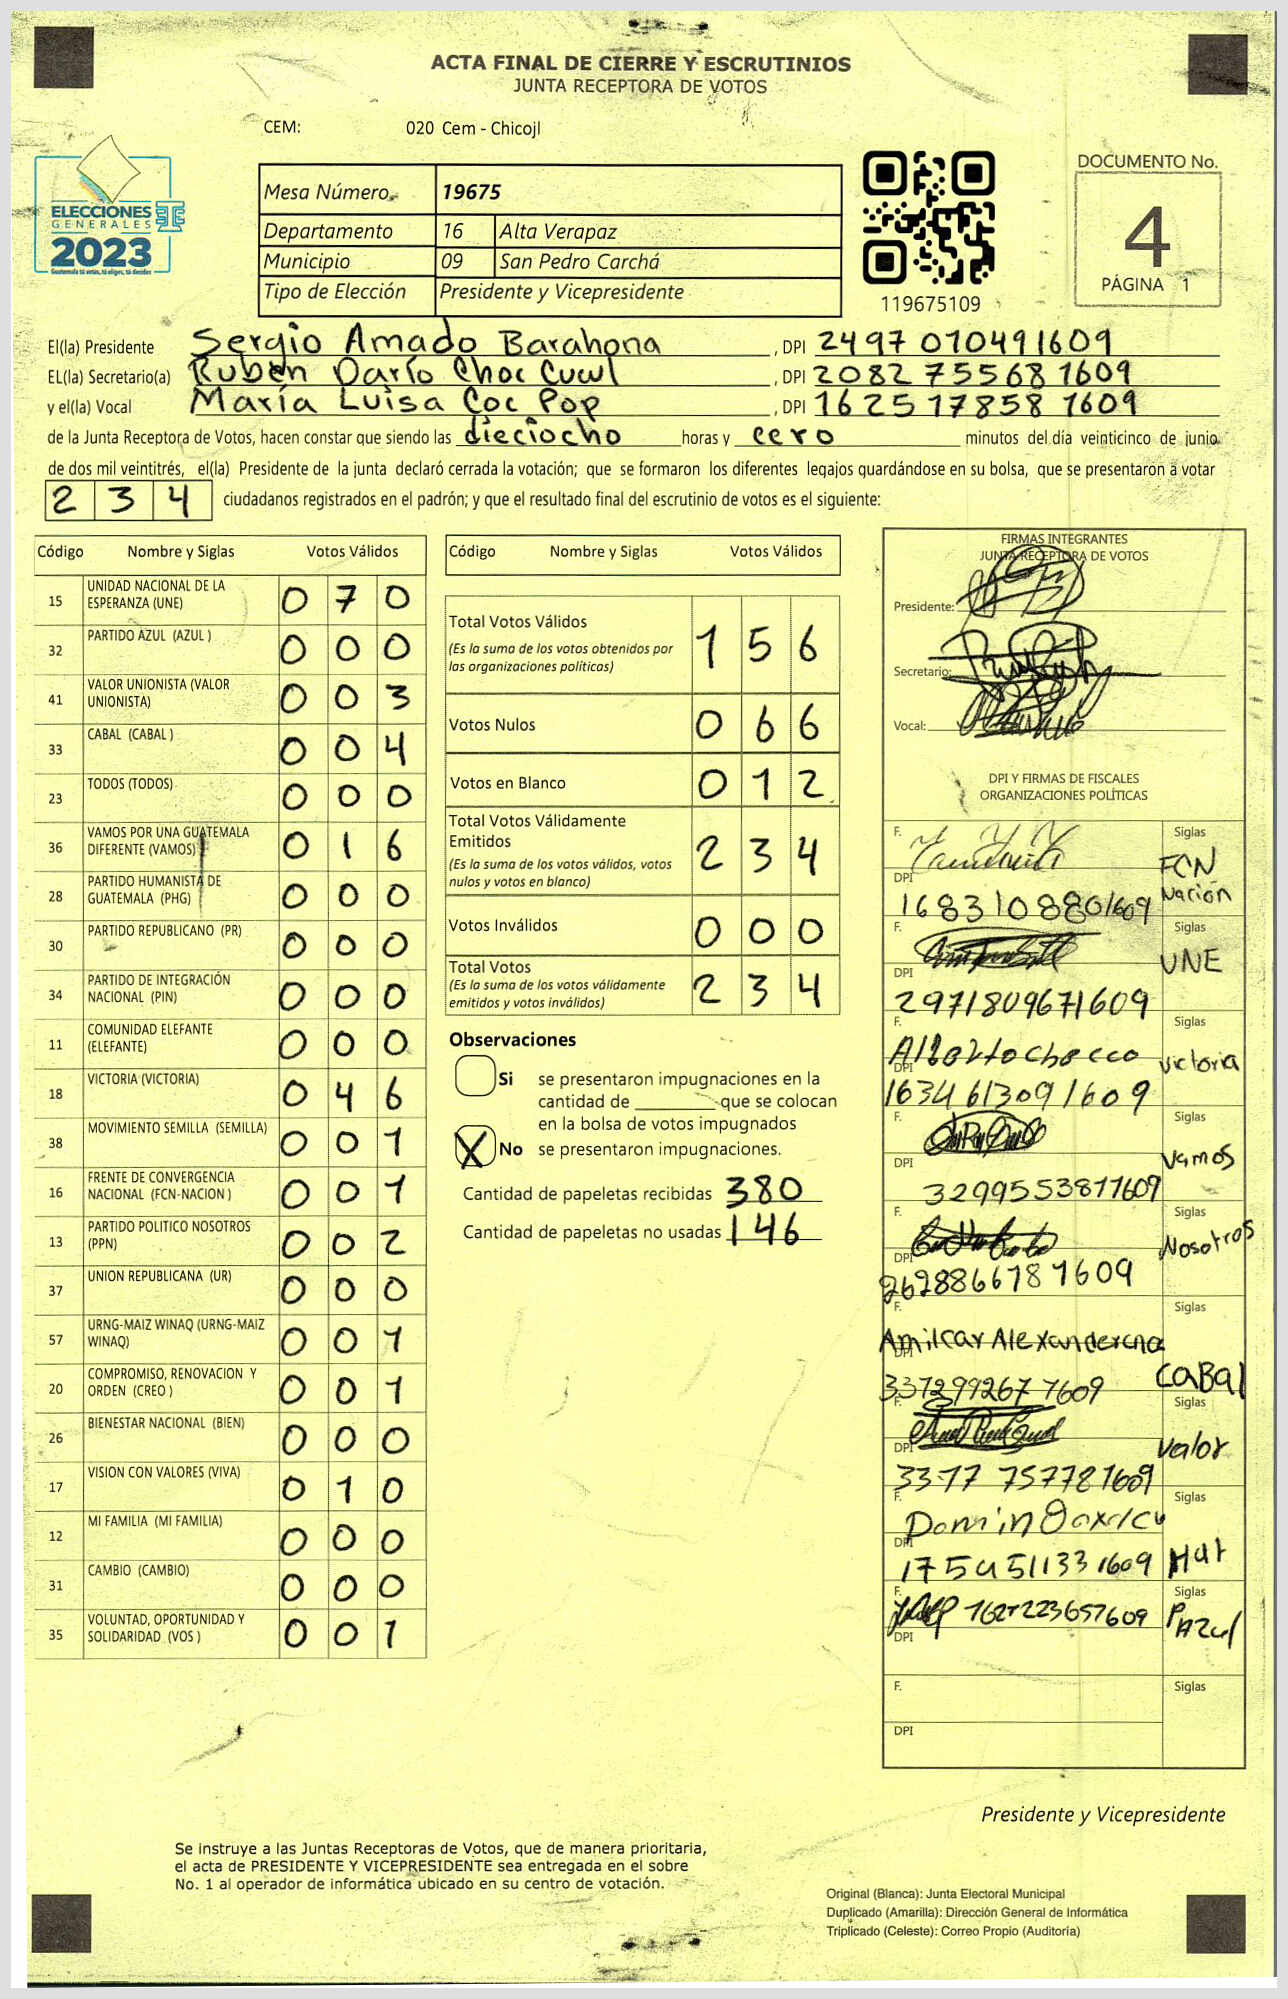 ACTA FINAL DE CIERRE Y ESCRUTINIOS
JUNTA RECEPTORA DE VOTOS
CEM: 020 Cem - Chicojl
ELECCIONES
GENERALES
2023
Guatemala tú votas, tú eliges, tú decides
Mesa Número 19675
Departamento 16 Alta Verapaz
Municipio 09 San Pedro Carchá
Tipo de Elección Presidente y Vicepresidente
119675109
DOCUMENTO No.
4
PÁGINA 1
El(la) Presidente Sergio Amado Barahona , DPI 2497 010491609
EL(la) Secretario(a) Ruben Darío Choc Cucul , DPI 2082 75568 1609
y el(la) Vocal María Luisa Coc Pop , DPI 1625 17858 1609
de la Junta Receptora de Votos, hacen constar que siendo las dieciocho horas y cero minutos del día veinticinco de junio
de dos mil veintitrés, el(la) Presidente de la junta declaró cerrada la votación; que se formaron los diferentes legajos guardándose en su bolsa, que se presentaron a votar
2 3 4 ciudadanos registrados en el padrón; y que el resultado final del escrutinio de votos es el siguiente:
Código Nombre y Siglas Votos Válidos
15 UNIDAD NACIONAL DE LA ESPERANZA (UNE) 0 7 0
32 PARTIDO AZUL (AZUL ) 0 0 0
41 VALOR UNIONISTA (VALOR UNIONISTA) 0 0 3
33 CABAL (CABAL ) 0 0 4
23 TODOS (TODOS) 0 0 0
36 VAMOS POR UNA GUATEMALA DIFERENTE (VAMOS) 0 1 6
28 PARTIDO HUMANISTA DE GUATEMALA (PHG) 0 0 0
30 PARTIDO REPUBLICANO (PR) 0 0 0
34 PARTIDO DE INTEGRACIÓN NACIONAL (PIN) 0 0 0
11 COMUNIDAD ELEFANTE (ELEFANTE) 0 0 0
18 VICTORIA (VICTORIA) 0 4 6
38 MOVIMIENTO SEMILLA (SEMILLA) 0 0 1
16 FRENTE DE CONVERGENCIA NACIONAL (FCN-NACION ) 0 0 1
13 PARTIDO POLITICO NOSOTROS (PPN) 0 0 2
37 UNION REPUBLICANA (UR) 0 0 0
57 URNG-MAIZ WINAQ (URNG-MAIZ WINAQ) 0 0 1
20 COMPROMISO, RENOVACION Y ORDEN (CREO ) 0 0 1
26 BIENESTAR NACIONAL (BIEN) 0 0 0
17 VISION CON VALORES (VIVA) 0 1 0
12 MI FAMILIA (MI FAMILIA) 0 0 0
31 CAMBIO (CAMBIO) 0 0 0
35 VOLUNTAD, OPORTUNIDAD Y SOLIDARIDAD (VOS ) 0 0 1
Código Nombre y Siglas Votos Válidos
Total Votos Válidos 1 5 6
(Es la suma de los votos obtenidos por
las organizaciones políticas)
Votos Nulos 0 6 6
Votos en Blanco 0 1 2
Total Votos Válidamente
Emitidos 2 3 4
(Es la suma de los votos válidos, votos
nulos y votos en blanco)
Votos Inválidos 0 0 0
Total Votos 2 3 4
(Es la suma de los votos válidamente
emitidos y votos inválidos)
Observaciones
Si se presentaron impugnaciones en la
cantidad de ________ que se colocan
en la bolsa de votos impugnados
X No se presentaron impugnaciones.
Cantidad de papeletas recibidas 380
Cantidad de papeletas no usadas 146
FIRMAS INTEGRANTES
JUNTA RECEPTORA DE VOTOS
Presidente:
Secretario:
Vocal:
DPI Y FIRMAS DE FISCALES
ORGANIZACIONES POLÍTICAS
F. Siglas
DPI FCN Nación
168310880 1609
F. Siglas
DPI UNE
2971809671609
F. Siglas
DPI Victoria
1634 613091609
F. Siglas
DPI Vamos
3299553871609
F. Siglas
DPI Nosotros
2628866781609
F. Siglas
Amilcar
DPI CABAl
3372992671609
F. Siglas
DPI Valor
3377 757781609
F. Siglas
DPI
1754511331609
F. Siglas
DPI P. Azul
F. Siglas
DPI
Presidente y Vicepresidente
Se instruye a las Juntas Receptoras de Votos, que de manera prioritaria,
el acta de PRESIDENTE Y VICEPRESIDENTE sea entregada en el sobre
No. 1 al operador de informática ubicado en su centro de votación.
Original (Blanca): Junta Electoral Municipal
Duplicado (Amarilla): Dirección General de Informática
Triplicado (Celeste): Correo Propio (Auditoría)